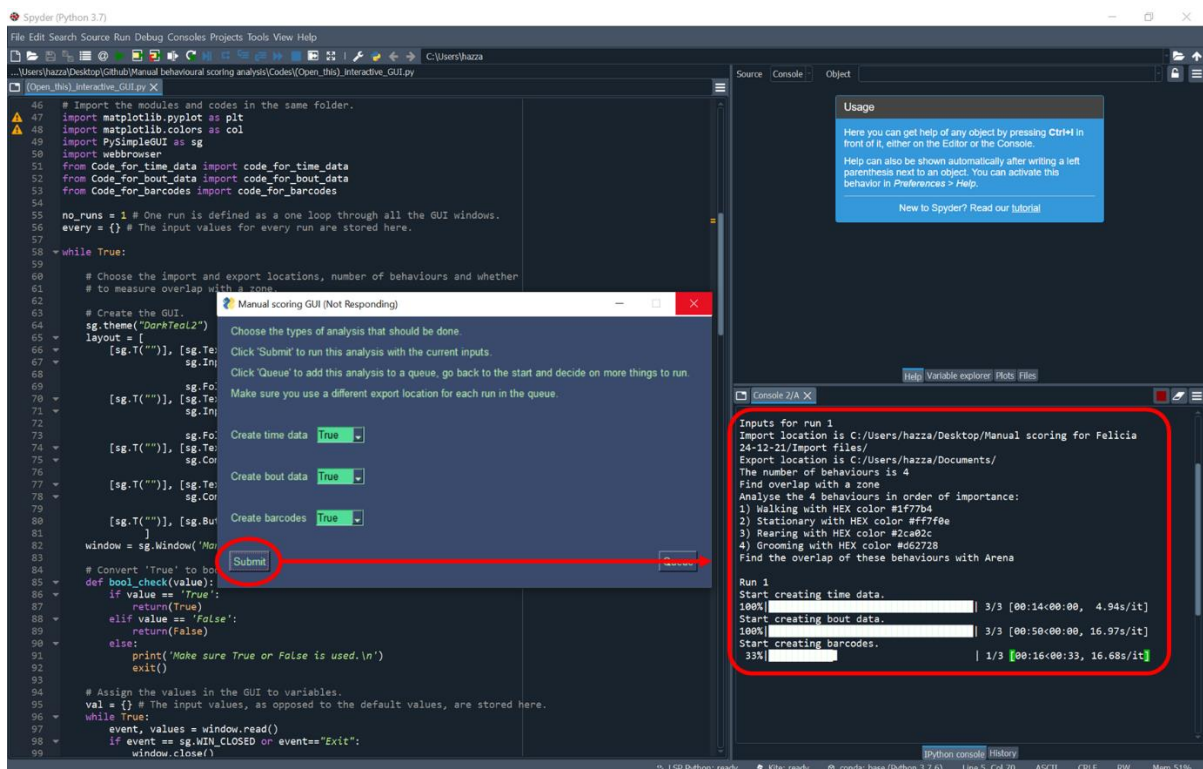 Spyder (Python 3.7)
File Edit Search Source Run Debug Consoles Projects Tools View Help
C:\Users\hazza
...\Users\hazza\Desktop\Github\Manual behavioural scoring analysis\Codes\(Open_this)_interactive_GUI.py
(Open_this)_interactive_GUI.py
46 # Import the modules and codes in the same folder.
47 import matplotlib.pyplot as plt
48 import matplotlib.colors as col
49 import PySimpleGUI as sg
50 import webbrowser
51 from Code_for_time_data import code_for_time_data
52 from Code_for_bout_data import code_for_bout_data
53 from Code_for_barcodes import code_for_barcodes
54
55 no_runs = 1 # One run is defined as a one loop through all the GUI windows.
56 every = {} # The input values for every run are stored here.
57
58 while True:
59
60 # Choose the import and export locations, number of behaviours and whether
61 # to measure overlap with a zone.
62
63 # Create the GUI.
64 sg.theme("DarkTeal2")
65 layout = [
66 [sg.T("")], [sg.Te
67 sg.In
68
69 sg.Fo
70 [sg.T("")], [sg.Te
71 sg.In
72
73 sg.Fo
74 [sg.T("")], [sg.Te
75 sg.Co
76
77 [sg.T("")], [sg.Te
78 sg.Co
79
80 [sg.T("")], [sg.Bu
81 ]
82 window = sg.Window('Ma
83
84 # Convert 'True' to bo
85 def bool_check(value):
86 if value == 'True':
87 return(True)
88 elif value == 'False':
89 return(False)
90 else:
91 print('Make sure True or False is used.\n')
92 exit()
93
94 # Assign the values in the GUI to variables.
95 val = {} # The input values, as opposed to the default values, are stored here.
96 while True:
97 event, values = window.read()
98 if event == sg.WIN_CLOSED or event=="Exit":
99 window.close()
Manual scoring GUI (Not Responding)
Choose the types of analysis that should be done.
Click 'Submit' to run this analysis with the current inputs.
Click 'Queue' to add this analysis to a queue, go back to the start and decide on more things to run.
Make sure you use a different export location for each run in the queue.
Create time data True
Create bout data True
Create barcodes True
Submit Queue
Source Console Object
Usage
Here you can get help of any object by pressing Ctrl+I in
front of it, either on the Editor or the Console.
Help can also be shown automatically after writing a left
parenthesis next to an object. You can activate this
behavior in Preferences > Help.
New to Spyder? Read our tutorial
Help Variable explorer Plots Files
Console 2/A
Inputs for run 1
Import location is C:/Users/hazza/Desktop/Manual scoring for Felicia
24-12-21/Import files/
Export location is C:/Users/hazza/Documents/
The number of behaviours is 4
Find overlap with a zone
Analyse the 4 behaviours in order of importance:
1) Walking with HEX color #1f77b4
2) Stationary with HEX color #ff7f0e
3) Rearing with HEX color #2ca02c
4) Grooming with HEX color #d62728
Find the overlap of these behaviours with Arena
Run 1
Start creating time data.
100%| | 3/3 [00:14<00:00, 4.94s/it]
Start creating bout data.
100%| | 3/3 [00:50<00:00, 16.97s/it]
Start creating barcodes.
33%| | 1/3 [00:16<00:33, 16.68s/it]
IPython console History
LSP Python: ready Kite: ready conda: base (Python 3.7.6) Line 5, Col 70 ASCII CRLF RW Mem 51%